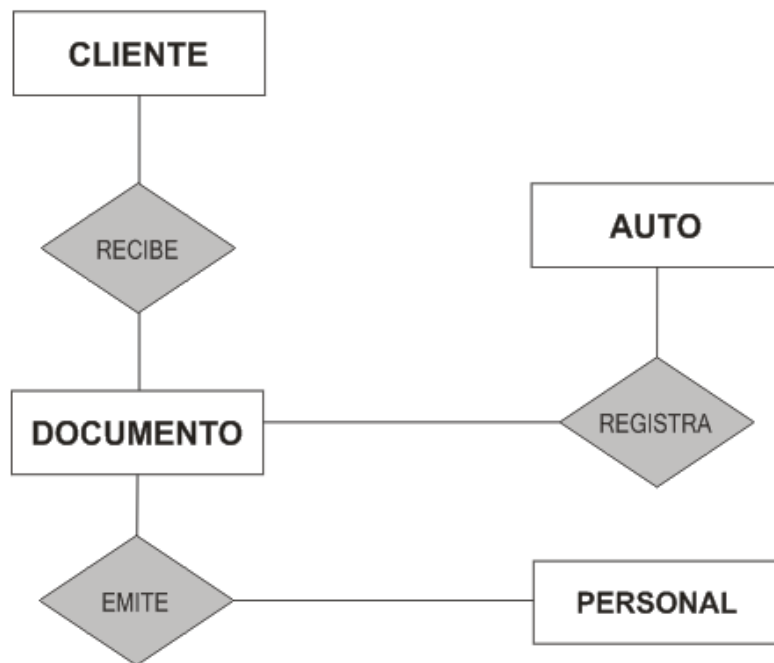 CLIENTE
RECIBE
AUTO
DOCUMENTO
REGISTRA
EMITE
PERSONAL